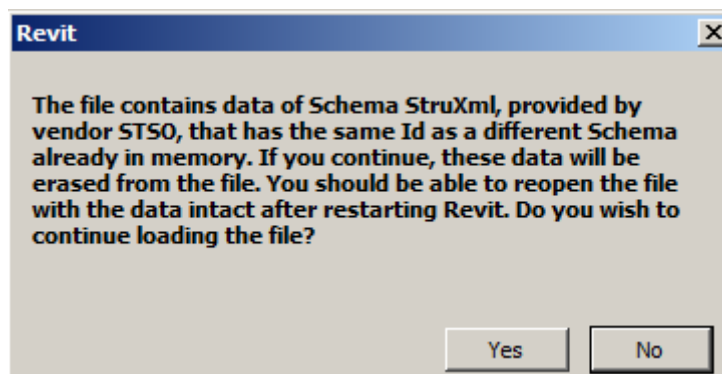 Revit
The file contains data of Schema StruXml, provided by
vendor STSO, that has the same Id as a different Schema
already in memory. If you continue, these data will be
erased from the file. You should be able to reopen the file
with the data intact after restarting Revit. Do you wish to
continue loading the file?
Yes No